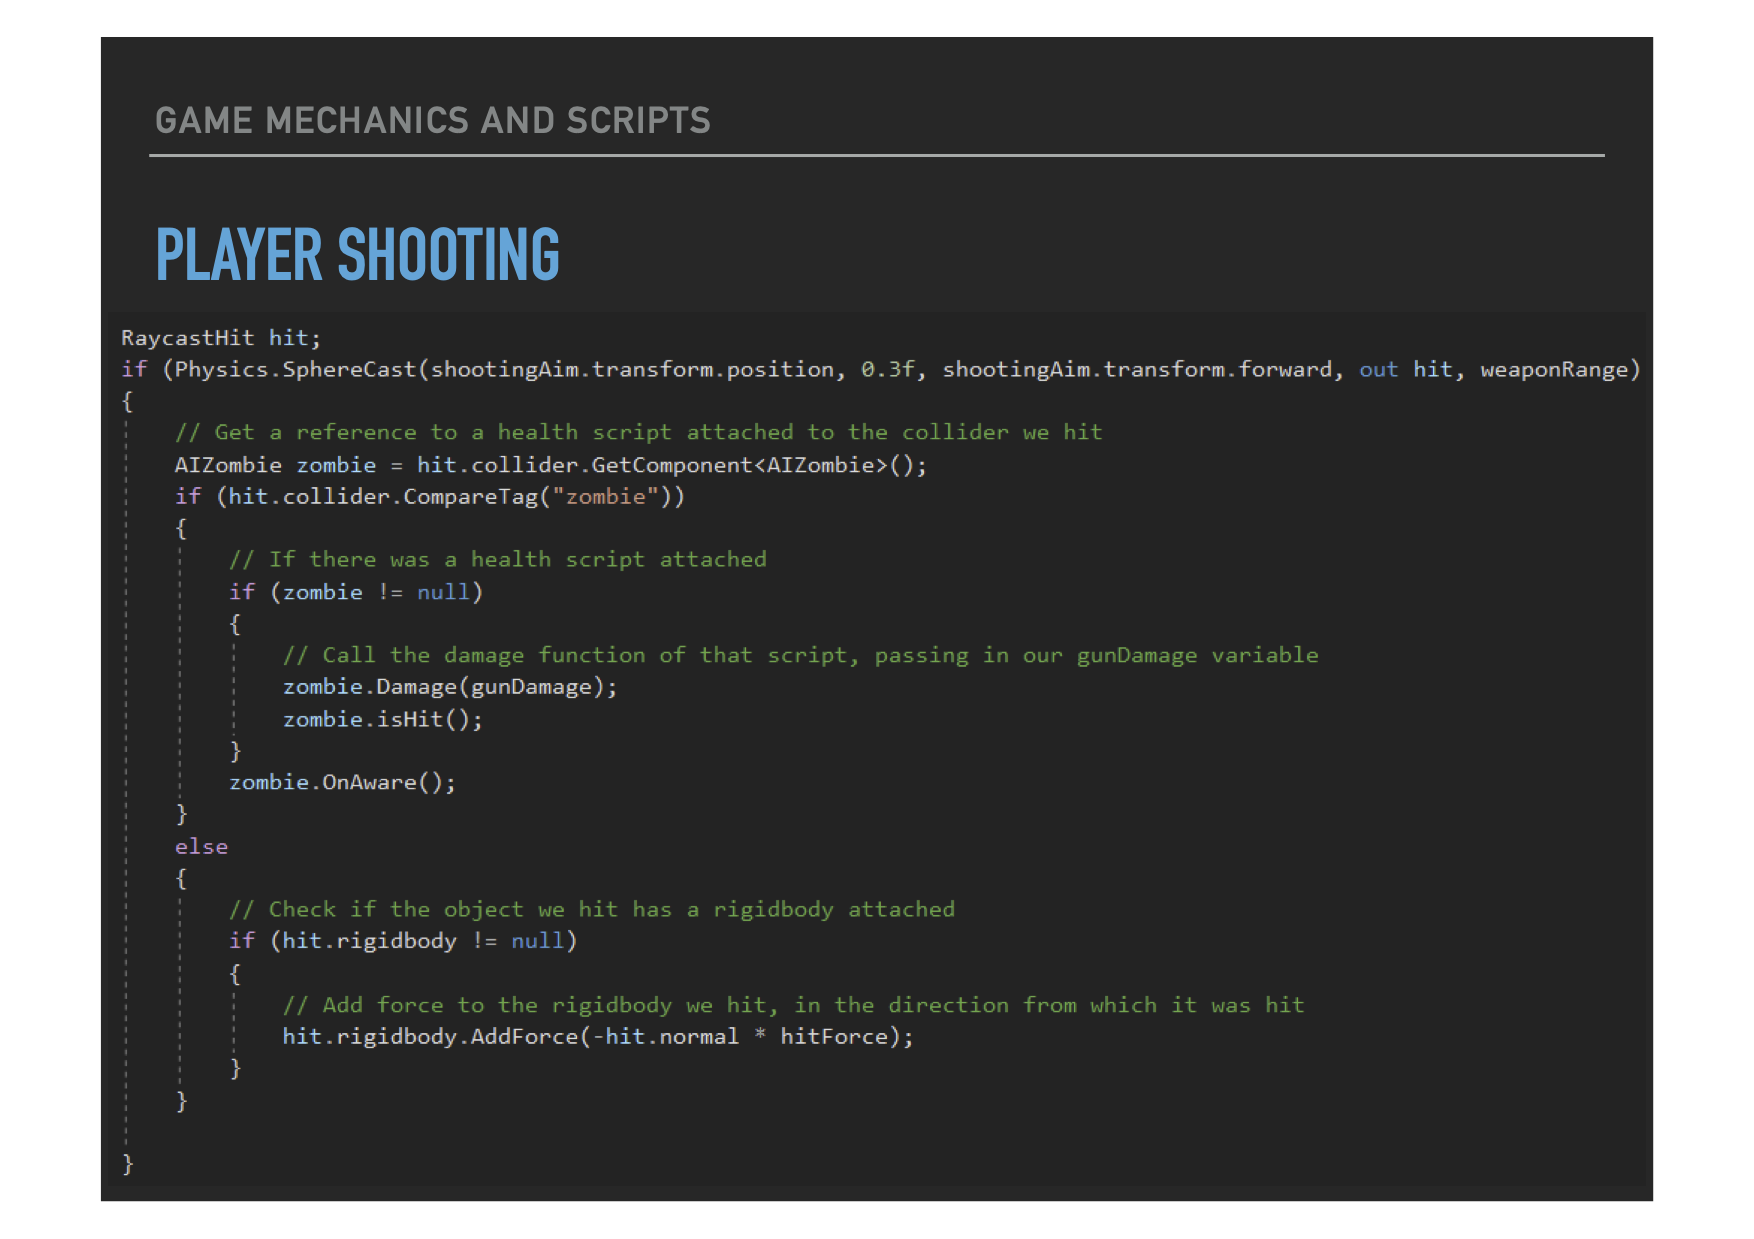 GAME MECHANICS AND SCRIPTS
PLAYER SHOOTING
RaycastHit hit;
if (Physics.SphereCast(shootingAim.transform.position, 0.3f, shootingAim.transform.forward, out hit, weaponRange)
{
// Get a reference to a health script attached to the collider we hit
AIZombie zombie = hit.collider.GetComponent<AIZombie>();
if (hit.collider.CompareTag("zombie"))
{
// If there was a health script attached
if (zombie != null)
{
// Call the damage function of that script, passing in our gunDamage variable
zombie.Damage(gunDamage);
zombie.isHit();
}
zombie.OnAware();
}
else
{
// Check if the object we hit has a rigidbody attached
if (hit.rigidbody != null)
{
// Add force to the rigidbody we hit, in the direction from which it was hit
hit.rigidbody.AddForce(-hit.normal * hitForce);
}
}
}